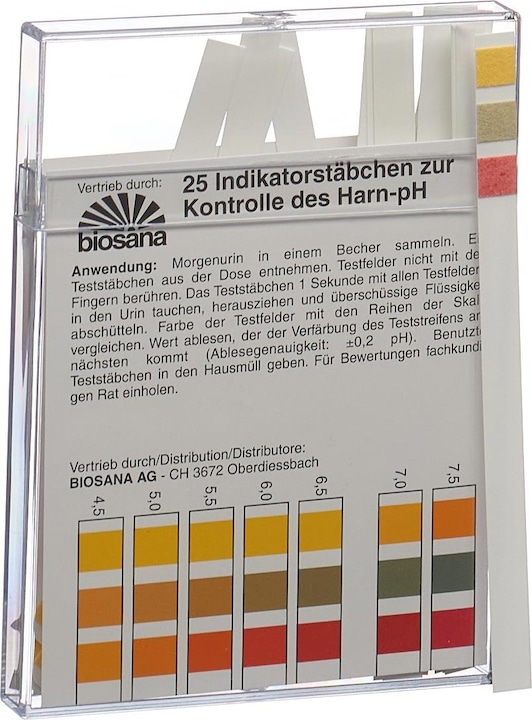 Vertrieb durch:
biosana
25 Indikatorstäbchen zur
Kontrolle des Harn-pH
Anwendung: Morgenurin in einem Becher sammeln. E
Teststäbchen aus der Dose entnehmen. Testfelder nicht mit de
Fingern berühren. Das Teststäbchen 1 Sekunde mit allen Testfelder
in den Urin tauchen, herausziehen und überschüssige Flüssigke
abschütteln. Farbe der Testfelder mit den Reihen der Skal
vergleichen. Wert ablesen, der der Verfärbung des Teststreifens ar
nächsten kommt (Ablesegenauigkeit: ±0,2 pH). Benutzt
Teststäbchen in den Hausmüll geben. Für Bewertungen fachkundi
gen Rat einholen.
Vertrieb durch/Distribution/Distributore:
BIOSANA AG - CH 3672 Oberdiessbach
4,5 5,0 5,5 6,0 6,5 7,0 7,5